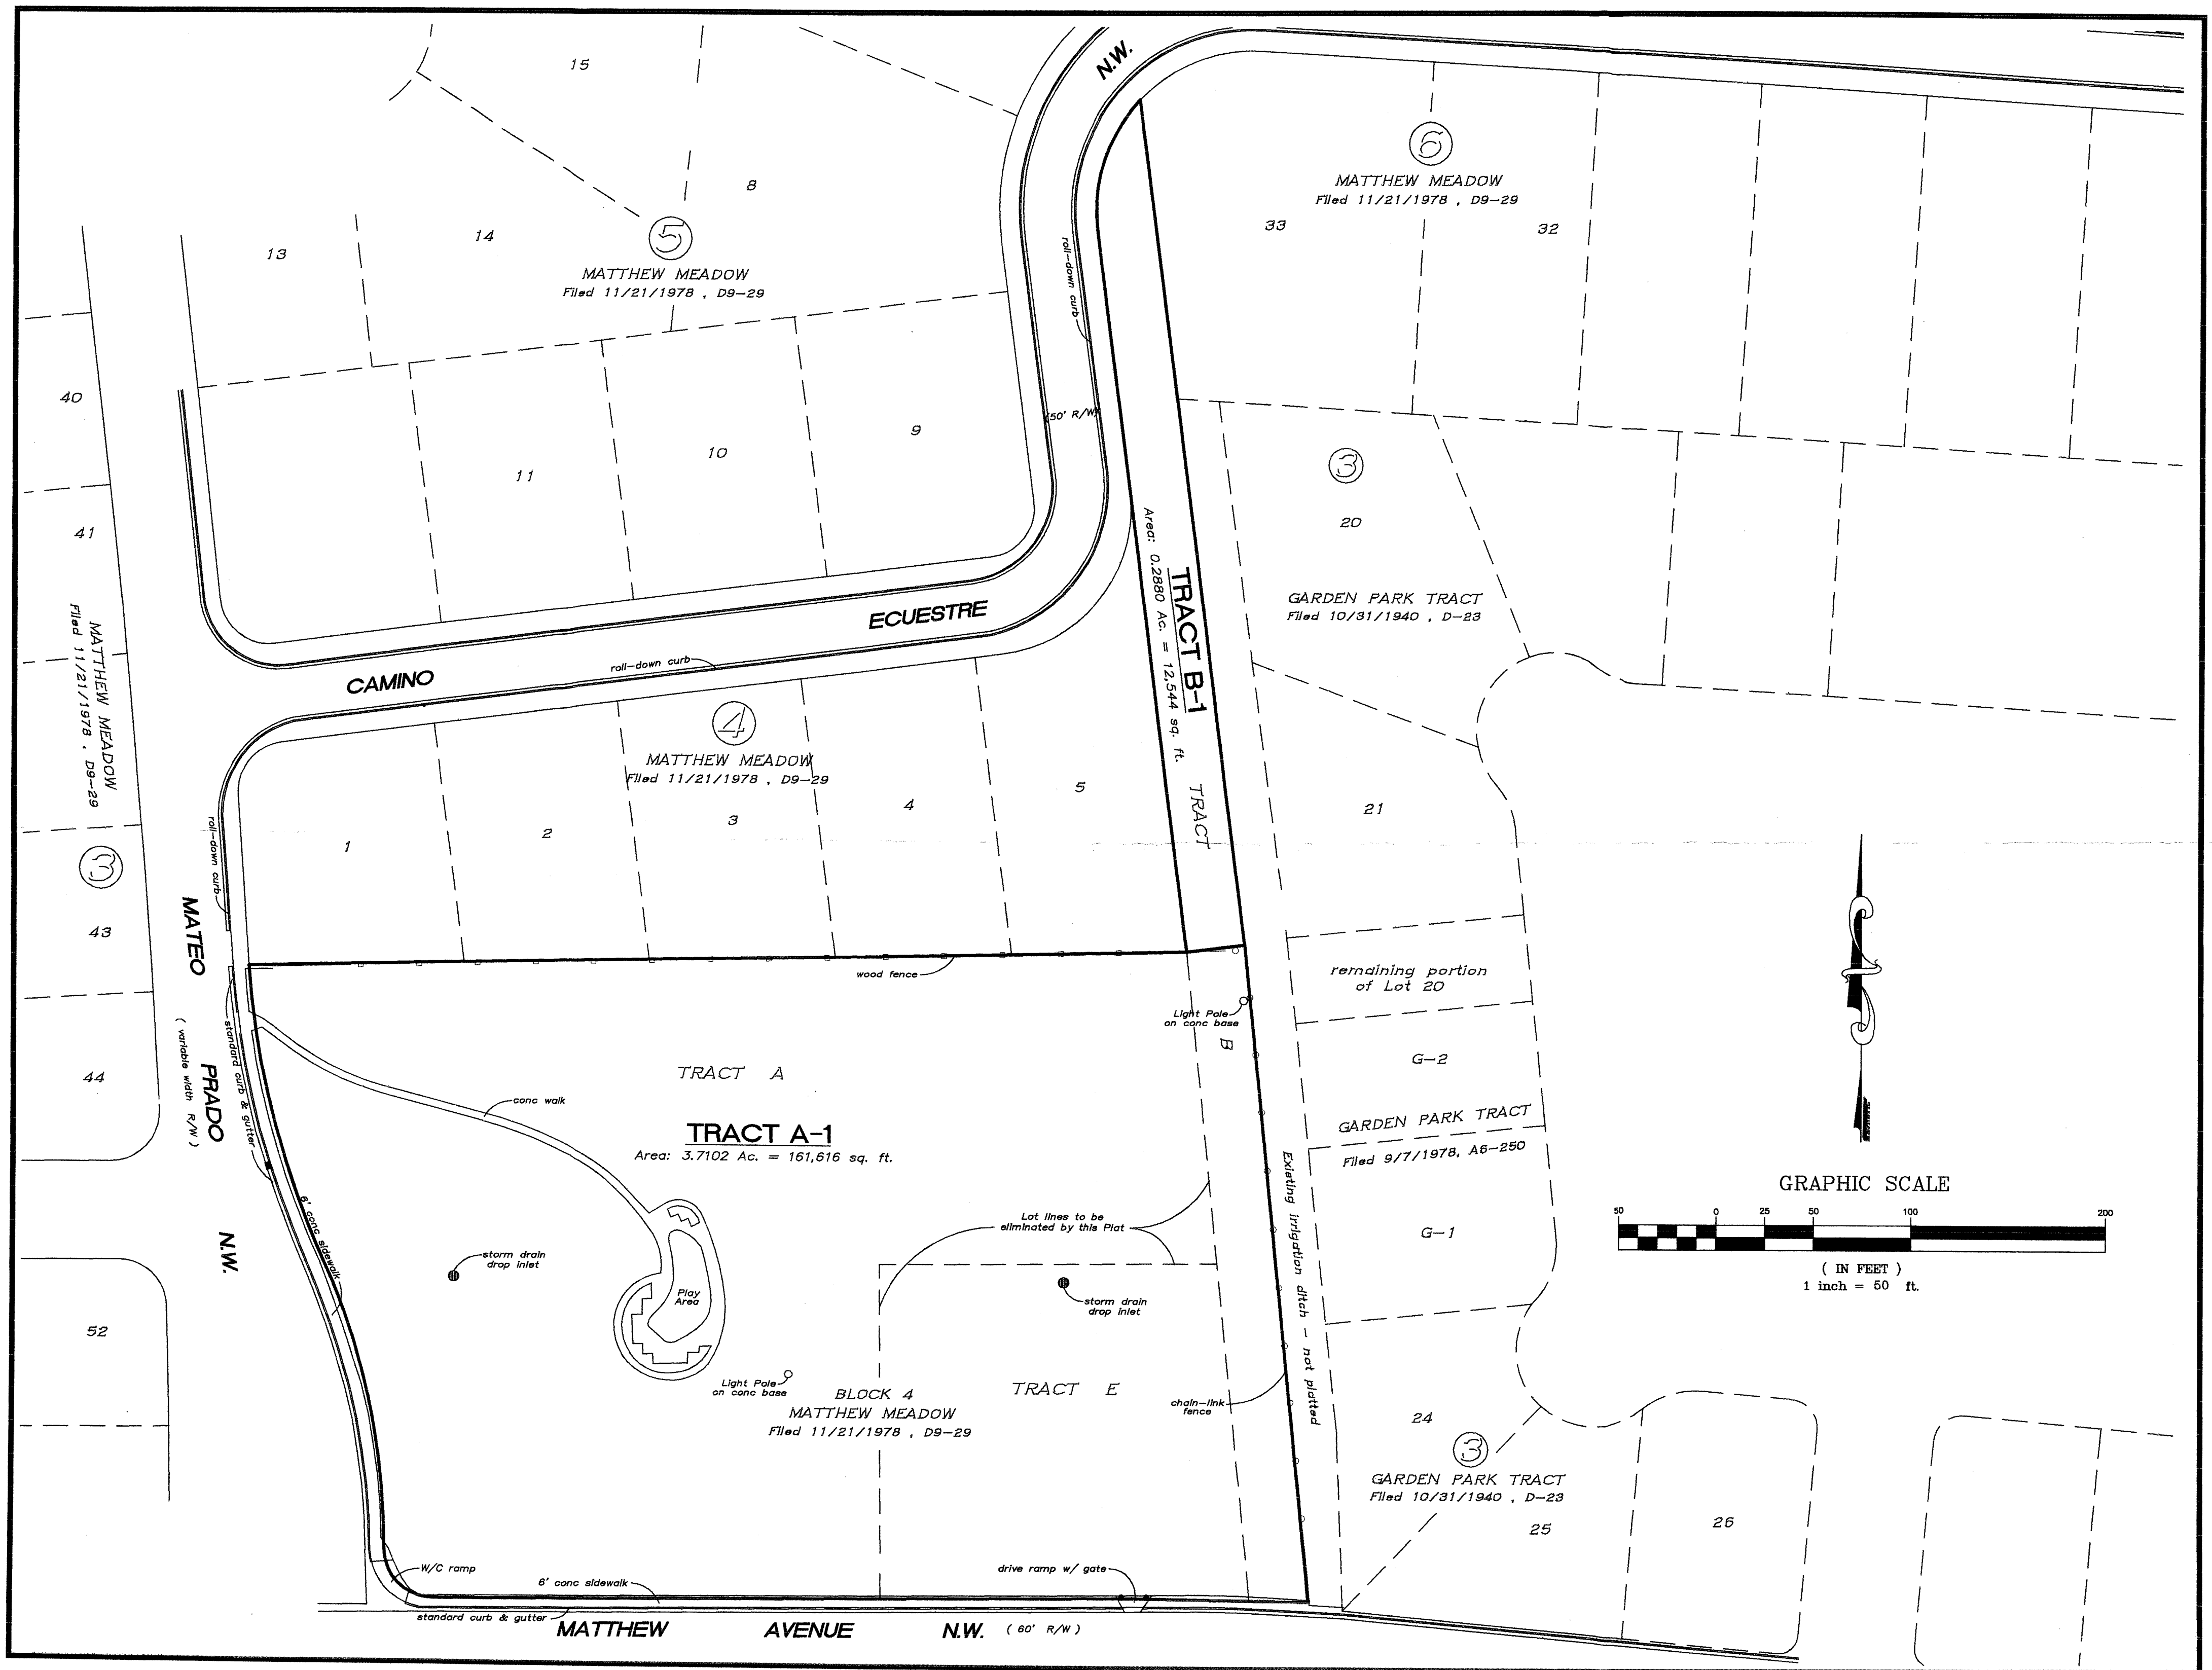 N.W.
15
8
14
13
5
MATTHEW MEADOW
Filed 11/21/1978 , D9-29
6
MATTHEW MEADOW
Filed 11/21/1978 , D9-29
33
32
roll-down curb
(50' R/W)
40
41
11
10
9
3
20
GARDEN PARK TRACT
Filed 10/31/1940 , D-23
TRACT B-1
Area: 0.2880 Ac. = 12,544 sq. ft.
TRACT
B
CAMINO
ECUESTRE
roll-down curb
MATTHEW MEADOW
Filed 11/21/1978 , D9-29
3
43
44
52
4
MATTHEW MEADOW
Filed 11/21/1978 , D9-29
1
2
3
4
5
21
roll-down curb
MATEO
PRADO
N.W.
( variable width R/W )
standard curb & gutter
6' conc sidewalk
wood fence
Light Pole
on conc base
remaining portion
of Lot 20
G-2
GARDEN PARK TRACT
Filed 9/7/1978, A6-250
G-1
TRACT A
conc walk
TRACT A-1
Area: 3.7102 Ac. = 161,616 sq. ft.
Lot lines to be
eliminated by this Plat
storm drain
drop inlet
Play
Area
storm drain
drop inlet
Light Pole
on conc base
BLOCK 4
MATTHEW MEADOW
Filed 11/21/1978 , D9-29
TRACT E
chain-link
fence
Existing irrigation ditch - not platted
24
3
GARDEN PARK TRACT
Filed 10/31/1940 , D-23
25
26
GRAPHIC SCALE
50 0 25 50 100 200
( IN FEET )
1 inch = 50 ft.
W/C ramp
6' conc sidewalk
drive ramp w/ gate
standard curb & gutter
MATTHEW AVENUE N.W. ( 60' R/W )